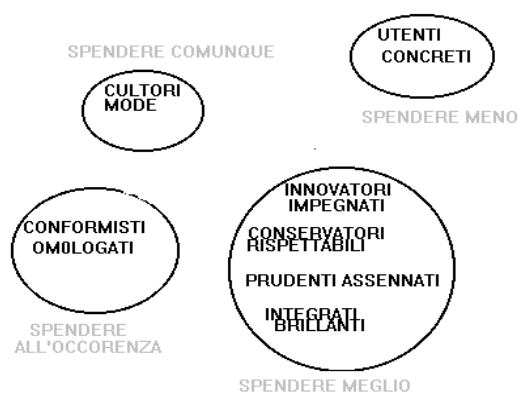 SPENDERE COMUNQUE
CULTORI
MODE
UTENTI
CONCRETI
SPENDERE MENO
CONFORMISTI
OM0LOGATI
SPENDERE
ALL'OCCORENZA
INNOVATORI
IMPEGNATI
CONSERVATORI
RISPETTABILI
PRUDENTI ASSENNATI
INTEGRATI
BRILLANTI
SPENDERE MEGLIO